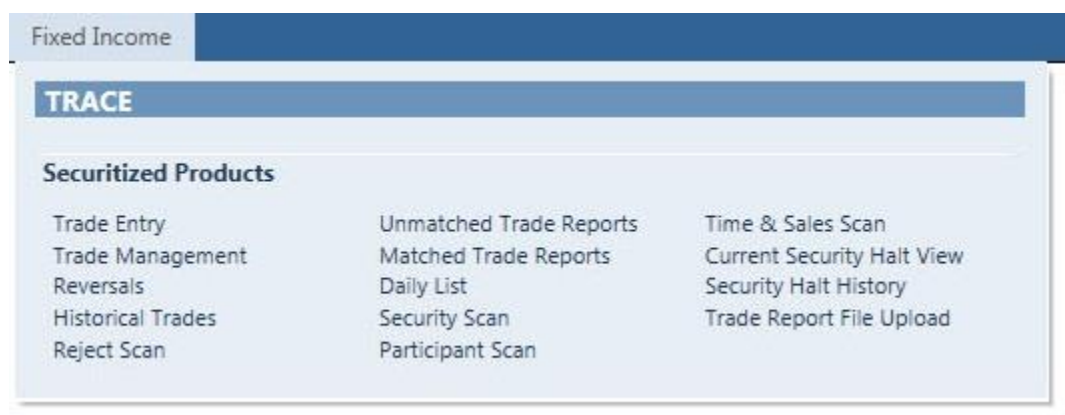 Fixed Income
TRACE
Securitized Products
Trade Entry
Trade Management
Reversals
Historical Trades
Reject Scan
Unmatched Trade Reports
Matched Trade Reports
Daily List
Security Scan
Participant Scan
Time & Sales Scan
Current Security Halt View
Security Halt History
Trade Report File Upload